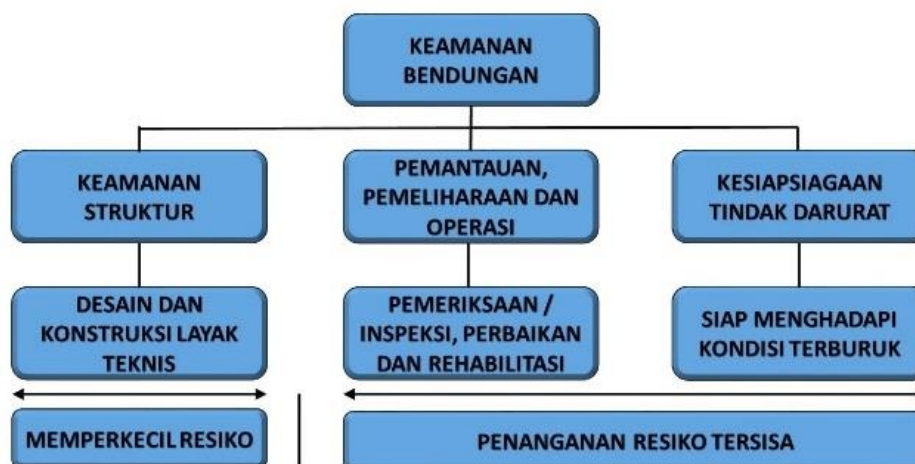 KEAMANAN
BENDUNGAN
KEAMANAN
STRUKTUR
PEMANTAUAN,
PEMELIHARAAN DAN
OPERASI
KESIAPSIAGAAN
TINDAK DARURAT
DESAIN DAN
KONSTRUKSI LAYAK
TEKNIS
PEMERIKSAAN /
INSPEKSI, PERBAIKAN
DAN REHABILITASI
SIAP MENGHADAPI
KONDISI TERBURUK
MEMPERKECIL RESIKO
PENANGANAN RESIKO TERSISA